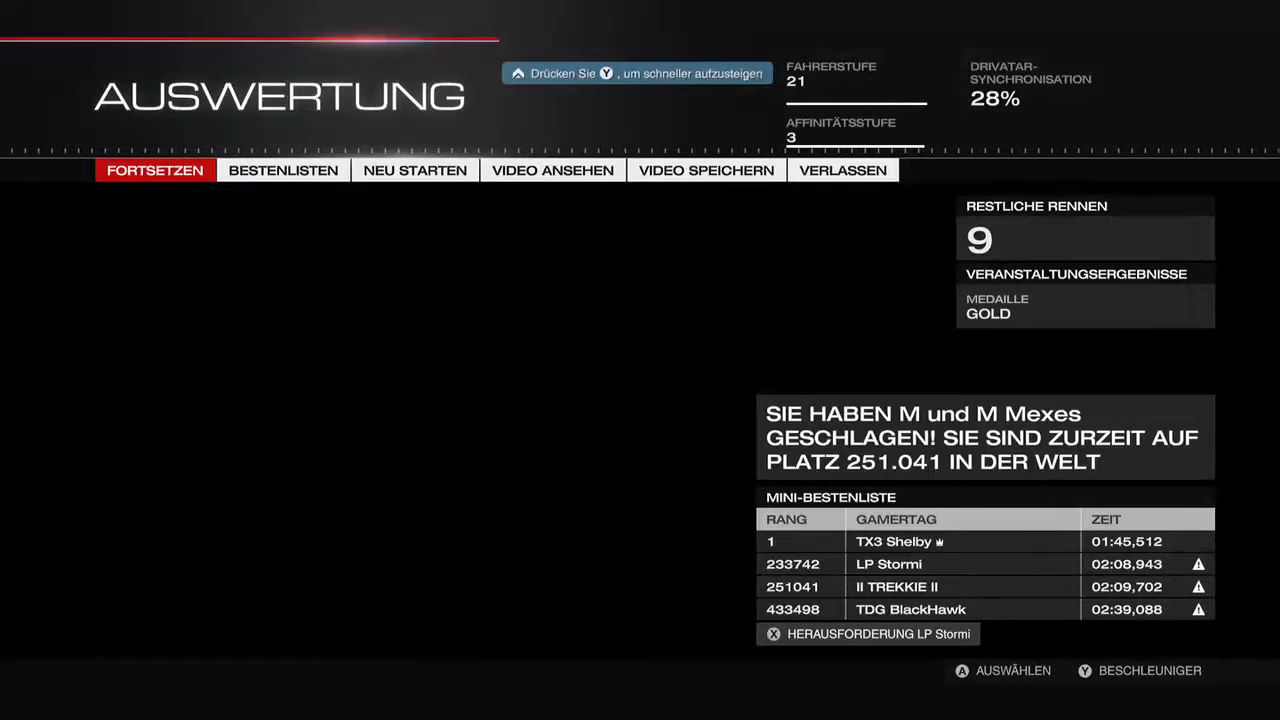 AUSWERTUNG
Drücken Sie Y, um schneller aufzusteigen
FAHRERSTUFE
21
AFFINITÄTSSTUFE
3
DRIVATAR-
SYNCHRONISATION
28%
FORTSETZEN BESTENLISTEN NEU STARTEN VIDEO ANSEHEN VIDEO SPEICHERN VERLASSEN
RESTLICHE RENNEN
9
VERANSTALTUNGSERGEBNISSE
MEDAILLE
GOLD
SIE HABEN M und M Mexes
GESCHLAGEN! SIE SIND ZURZEIT AUF
PLATZ 251.041 IN DER WELT
MINI-BESTENLISTE
RANG GAMERTAG ZEIT
1 TX3 Shelby 01:45,512
233742 LP Stormi 02:08,943
251041 II TREKKIE II 02:09,702
433498 TDG BlackHawk 02:39,088
X HERAUSFORDERUNG LP Stormi
A AUSWÄHLEN Y BESCHLEUNIGER